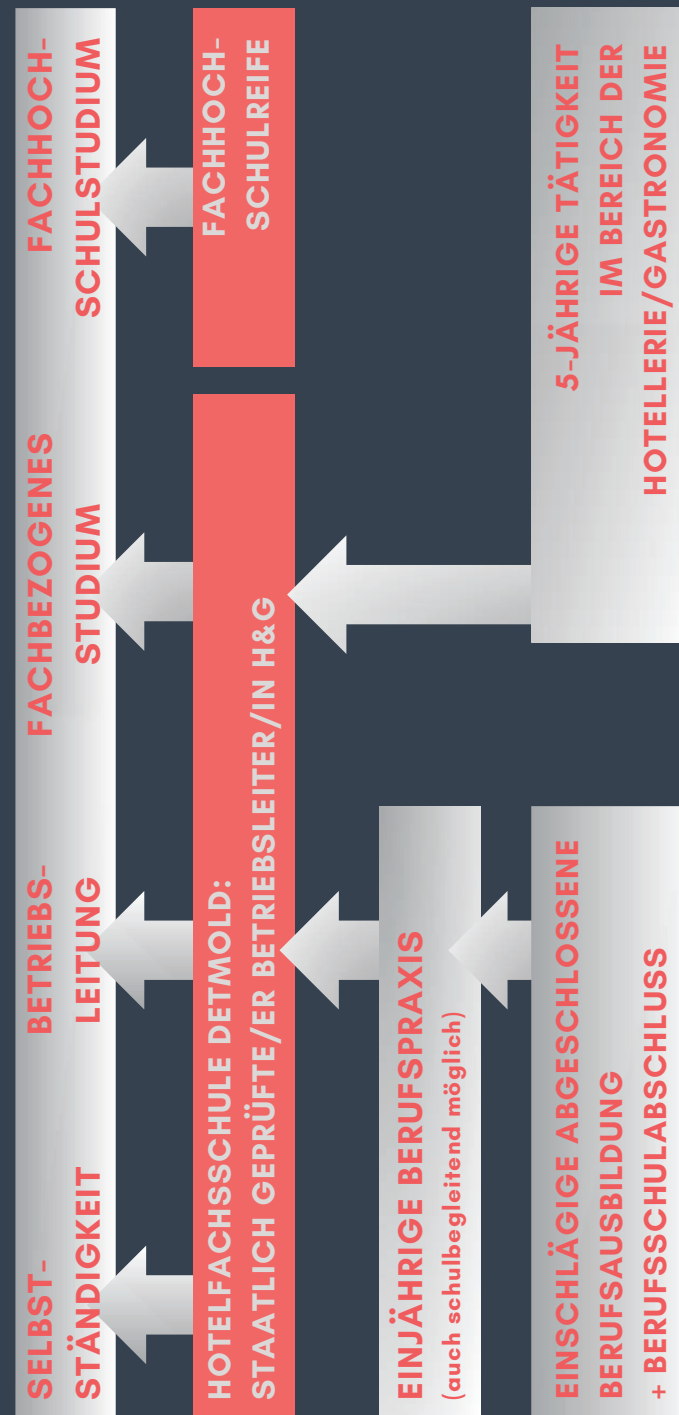 SELBST-
STÄNDIGKEIT
BETRIEBS-
LEITUNG
FACHBEZOGENES
STUDIUM
FACHHOCH-
SCHULSTUDIUM
HOTELFACHSSCHULE DETMOLD:
STAATLICH GEPRÜFTE/ER BETRIEBSLEITER/IN H&G
FACHHOCH-
SCHULREIFE
EINJÄHRIGE BERUFSPRAXIS
(auch schulbegleitend möglich)
EINSCHLÄGIGE ABGESCHLOSSENE
BERUFSAUSBILDUNG
+ BERUFSSCHULABSCHLUSS
5-JÄHRIGE TÄTIGKEIT
IM BEREICH DER
HOTELLERIE/GASTRONOMIE